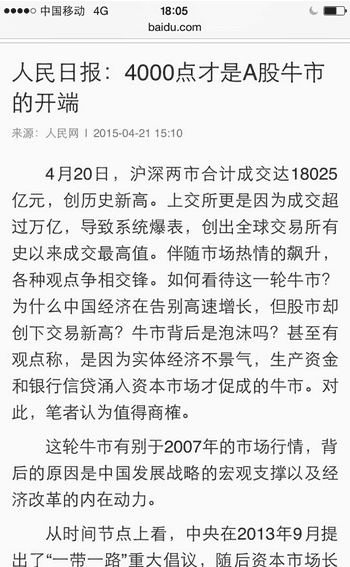 中国移动 4G 18:05
baidu.com
人民日报：4000点才是A股牛市
的开端
来源：人民网 | 2015-04-21 15:10
4月20日，沪深两市合计成交达18025
亿元，创历史新高。上交所更是因为成交超
过万亿，导致系统爆表，创出全球交易所有
史以来成交最高值。伴随市场热情的飙升，
各种观点争相交锋。如何看待这一轮牛市？
为什么中国经济在告别高速增长，但股市却
创下交易新高？牛市背后是泡沫吗？甚至有
观点称，是因为实体经济不景气，生产资金
和银行信贷涌入资本市场才促成的牛市。对
此，笔者认为值得商榷。
这轮牛市有别于2007年的市场行情，背
后的原因是中国发展战略的宏观支撑以及经
济改革的内在动力。
从时间节点上看，中央在2013年9月提
出了“一带一路”重大倡议，随后资本市场长